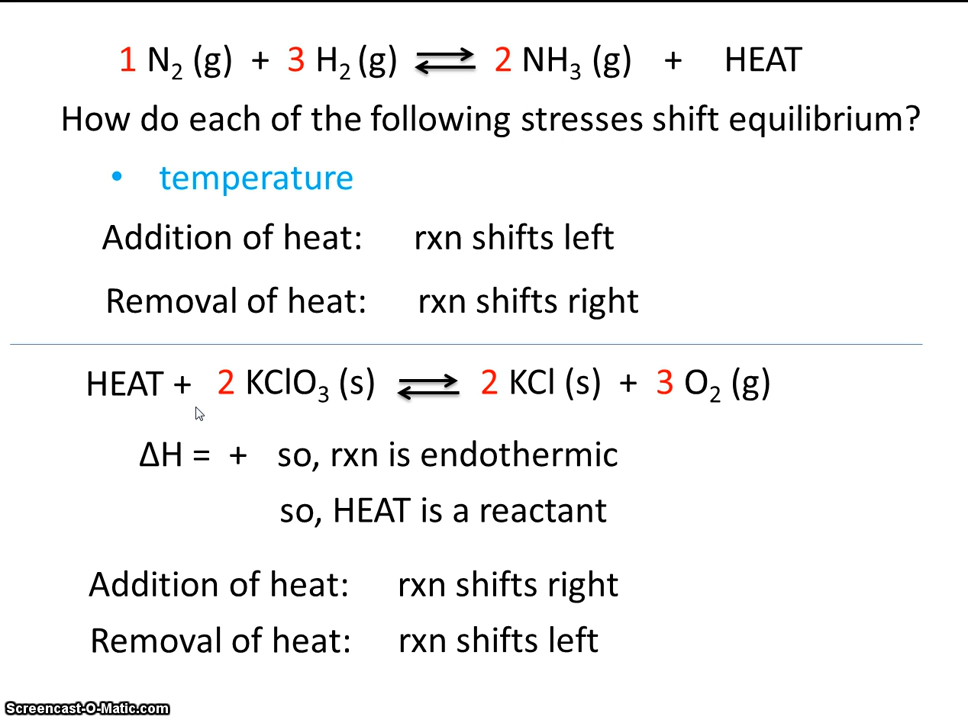 1 N₂ (g) + 3 H₂ (g) ⇌ 2 NH₃ (g) + HEAT
How do each of the following stresses shift equilibrium?
• temperature
Addition of heat: rxn shifts left
Removal of heat: rxn shifts right
HEAT + 2 KClO₃ (s) ⇌ 2 KCl (s) + 3 O₂ (g)
ΔH = + so, rxn is endothermic
so, HEAT is a reactant
Addition of heat: rxn shifts right
Removal of heat: rxn shifts left
Screencast-O-Matic.com